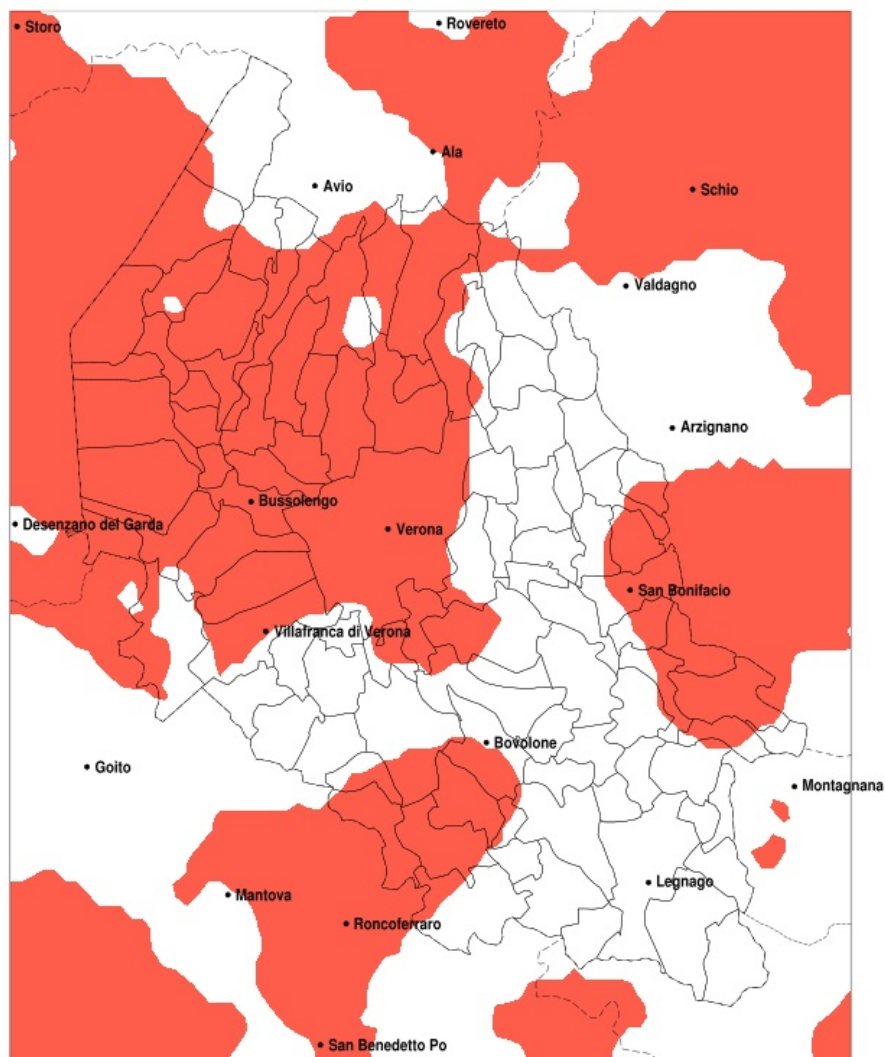 Storo
Rovereto
Ala
Avio
Schio
Valdagno
Arzignano
Bussolengo
Desenzano del Garda
Verona
San Bonifacio
Villafranca di Verona
Bovolone
Goito
Montagnana
Legnago
Mantova
Roncoferraro
San Benedetto Po